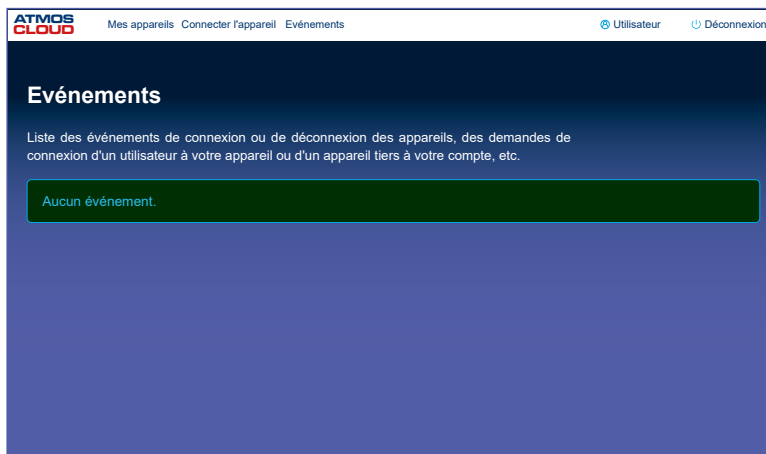 ATMOS
CLOUD
Mes appareils Connecter l'appareil Evénements Utilisateur Déconnexion
Evénements
Liste des événements de connexion ou de déconnexion des appareils, des demandes de
connexion d'un utilisateur à votre appareil ou d'un appareil tiers à votre compte, etc.
Aucun événement.